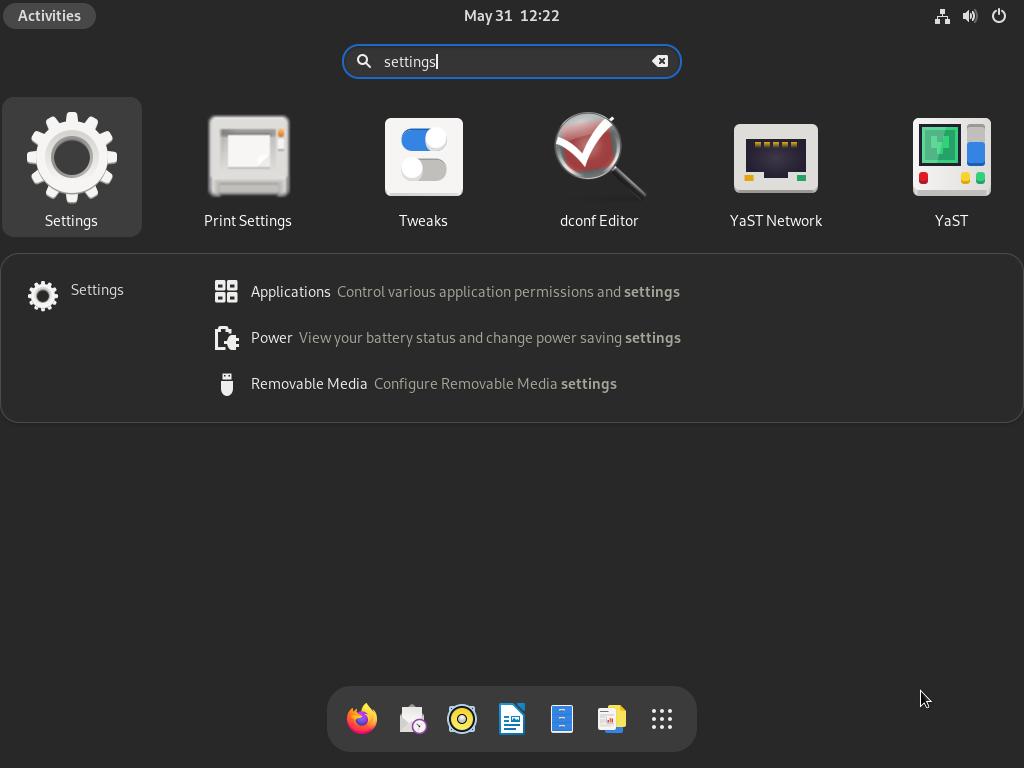 Activities
May 31 12:22
settings
Settings
Print Settings
Tweaks
dconf Editor
YaST Network
YaST
Settings
Applications Control various application permissions and settings
Power View your battery status and change power saving settings
Removable Media Configure Removable Media settings